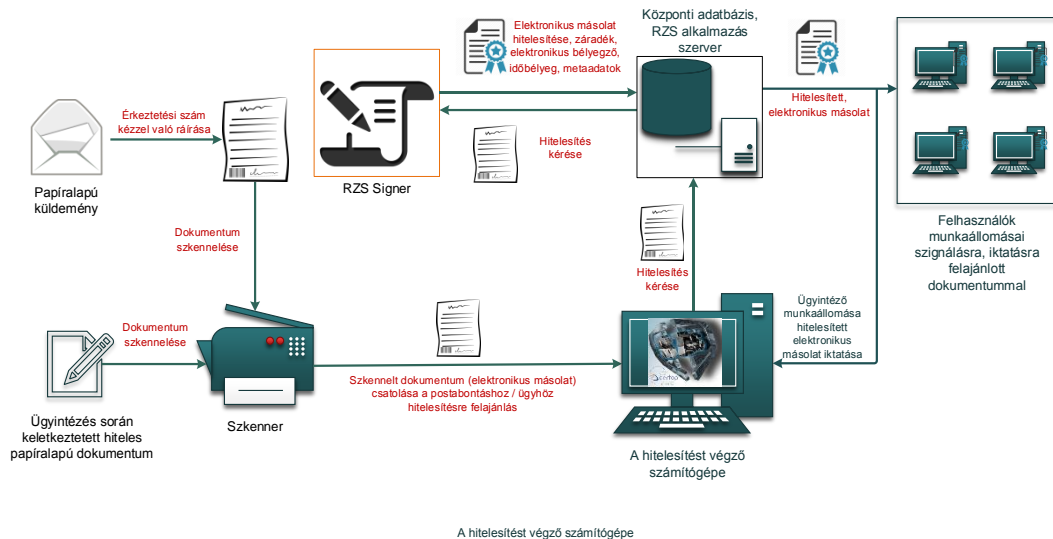 Elektronikus másolat
hitelesítése, záradék,
elektronikus bélyegző,
időbélyeg, metaadatok
Központi adatbázis,
RZS alkalmazás
szerver
Érkeztetési szám
kézzel való ráírása
Hitelesített,
elektronikus másolat
Hitelesítés
kérése
Papíralapú
küldemény
RZS Signer
Felhasználók
munkaállomásai
szignálásra, iktatásra
felajánlott
dokumentummal
Dokumentum
szkennelése
Hitelesítés
kérése
Ügyintéző
munkaállomása
hitelesített
elektronikus
másolat iktatása
Dokumentum
szkennelése
Szkennelt dokumentum (elektronikus másolat)
csatolása a postabontáshoz / ügyhöz
hitelesítésre felajánlás
Ügyintézés során
keletkeztetett hiteles
papíralapú dokumentum
Szkenner
A hitelesítést végző
számítógépe
A hitelesítést végző számítógépe